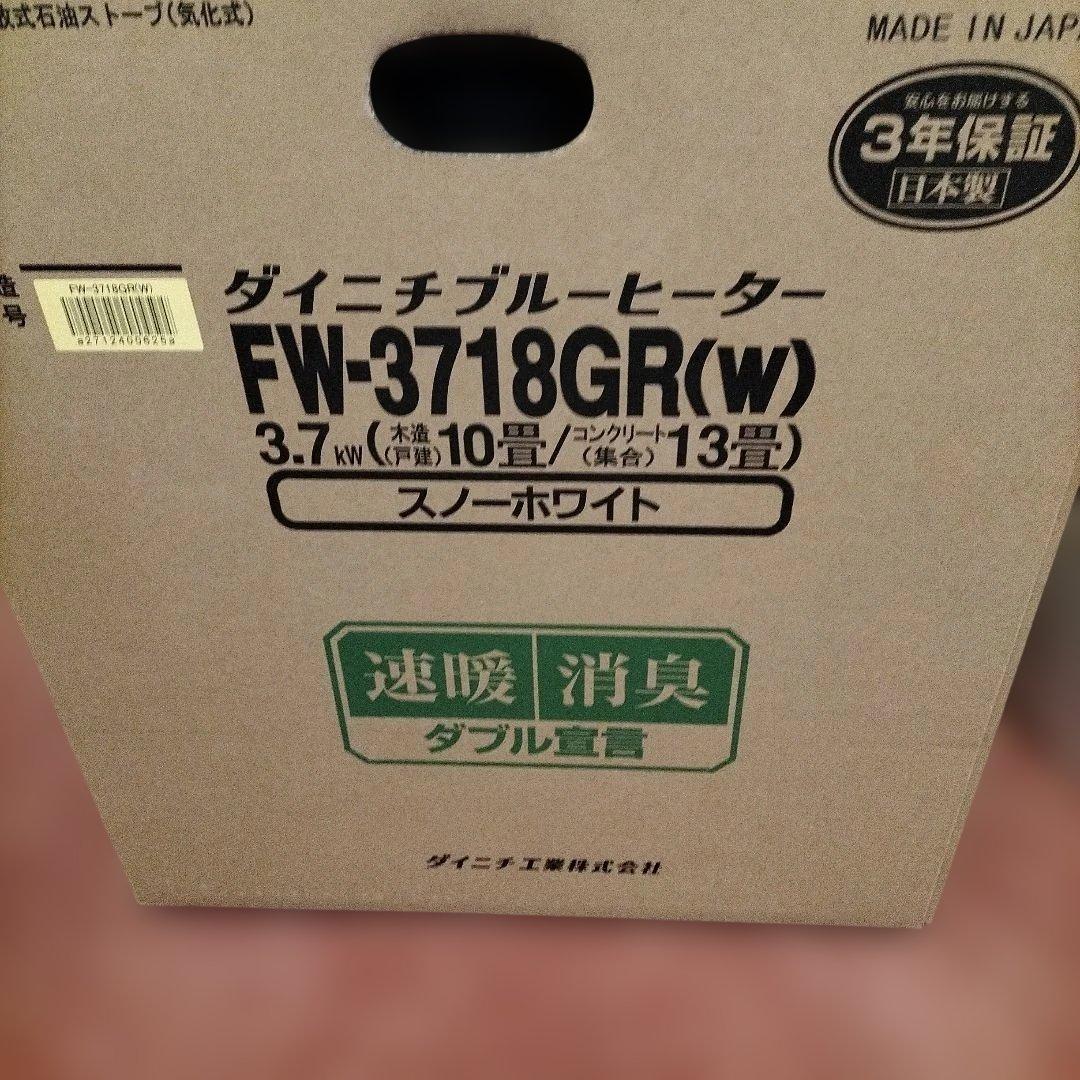 放式石油ストーブ(気化式)
MADE IN JAPA
安心をお届けする
3年保証
日本製
造
号
FW-3718GR(W)
a271240062 5a
ダイニチブルーヒーター
FW-3718GR(W)
3.7kW(木造(戸建)10畳/コンクリート(集合)13畳)
スノーホワイト
速暖 消臭
ダブル宣言
ダイニチ工業株式会社